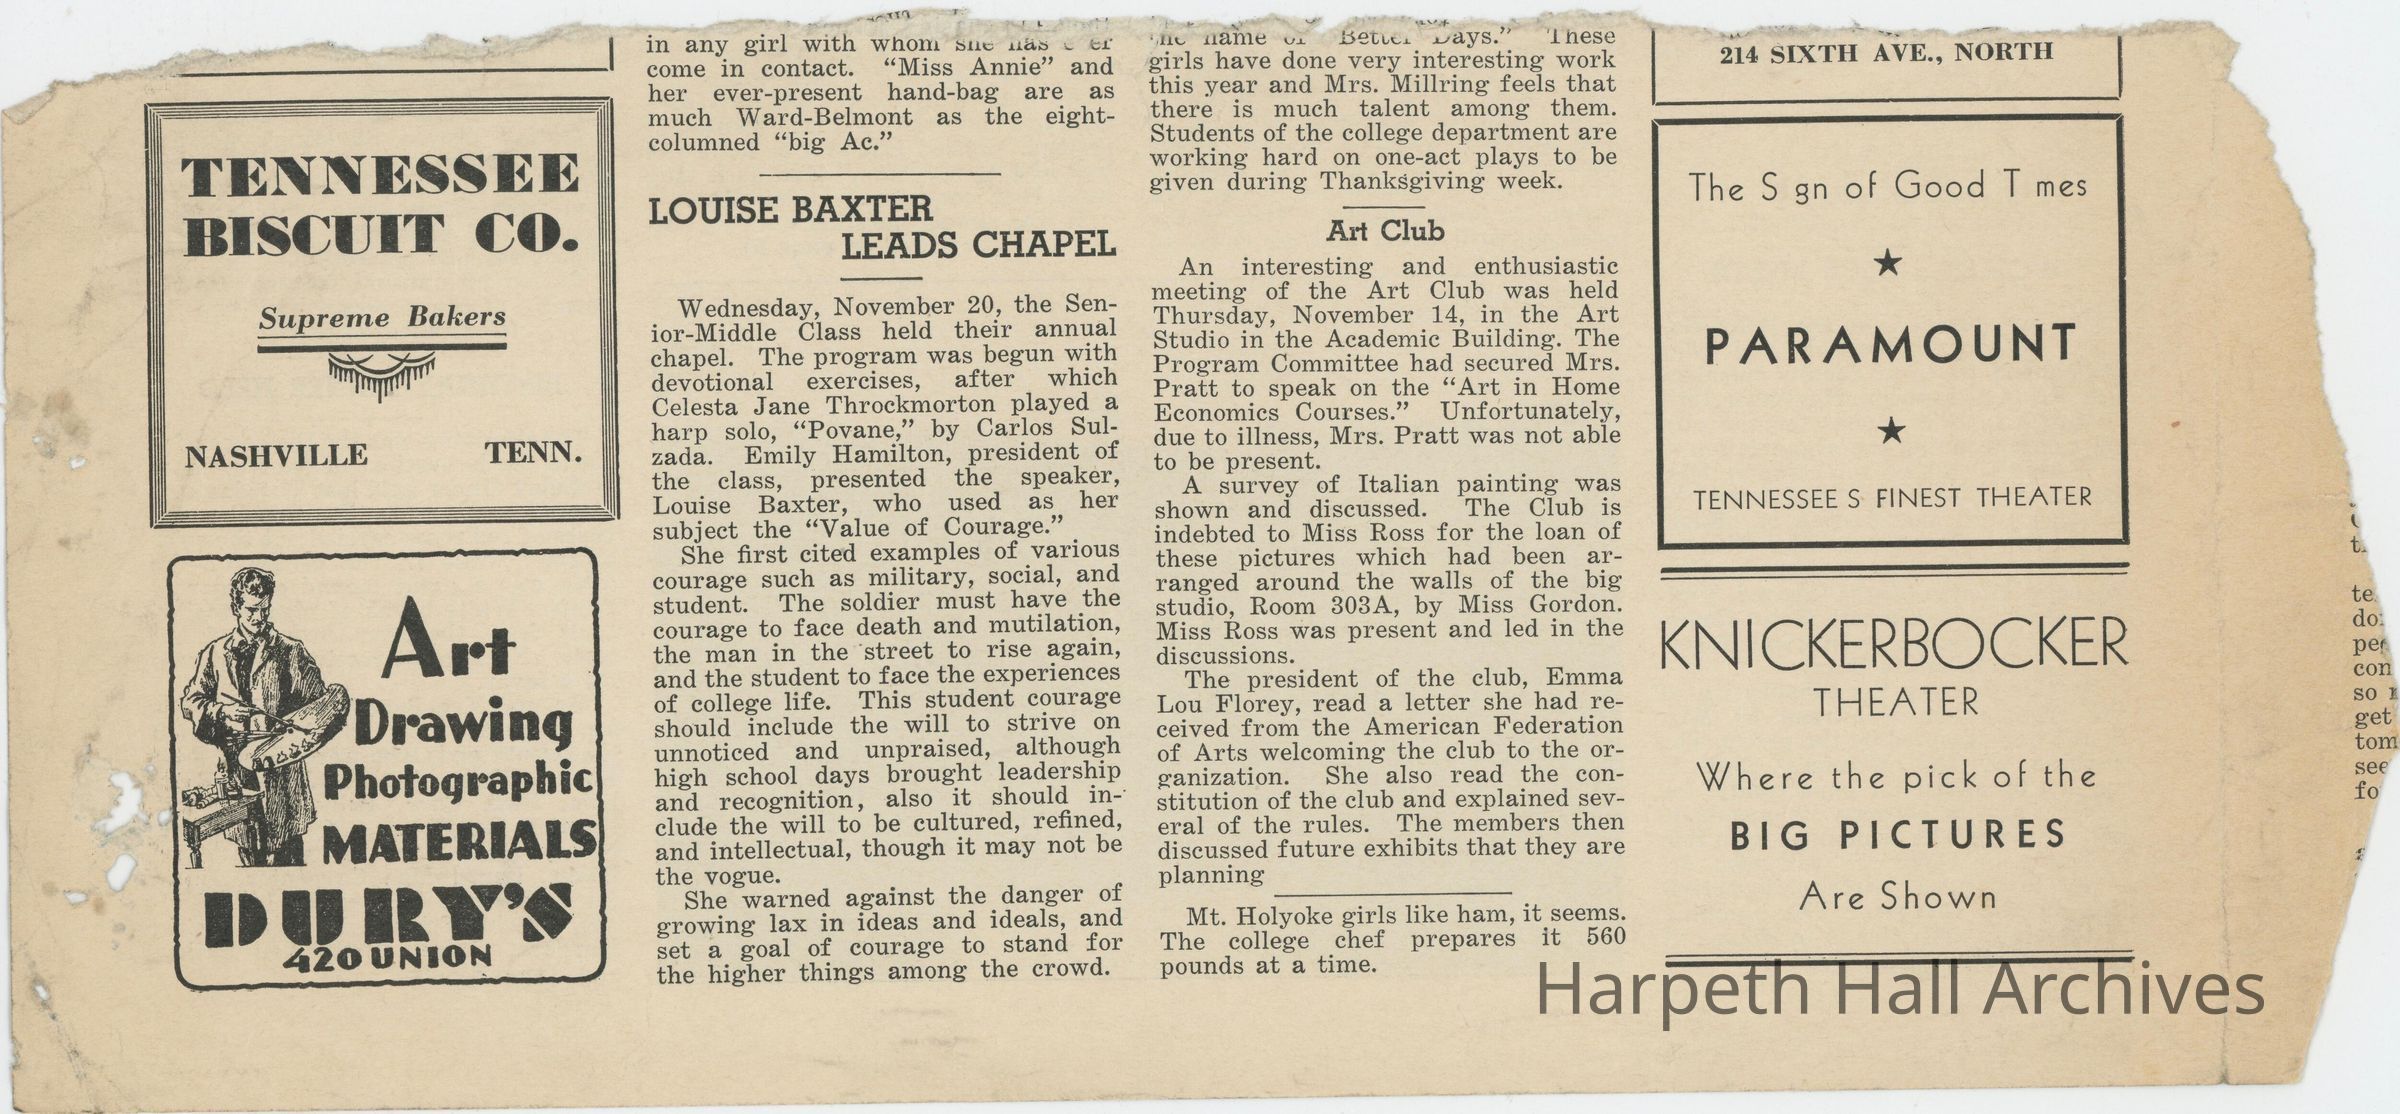 TENNESSEE
BISCUIT CO.
Supreme Bakers
NASHVILLE TENN.
Art
Drawing
Photographic
MATERIALS
DURY'S
420 UNION
in any girl with whom she has
come in contact. “Miss Annie” and
her ever-present hand-bag are as
much Ward-Belmont as the eight-
columned “big Ac.”
LOUISE BAXTER
LEADS CHAPEL
Wednesday, November 20, the Sen-
ior-Middle Class held their annual
chapel. The program was begun with
devotional exercises, after which
Celesta Jane Throckmorton played a
harp solo, “Povane,” by Carlos Sul-
zada. Emily Hamilton, president of
the class, presented the speaker,
Louise Baxter, who used as her
subject the “Value of Courage.”
She first cited examples of various
courage such as military, social, and
student. The soldier must have the
courage to face death and mutilation,
the man in the street to rise again,
and the student to face the experiences
of college life. This student courage
should include the will to strive on
unnoticed and unpraised, although
high school days brought leadership
and recognition, also it should in-
clude the will to be cultured, refined,
and intellectual, though it may not be
the vogue.
She warned against the danger of
growing lax in ideas and ideals, and
set a goal of courage to stand for
the higher things among the crowd.
the name of “Better Days.” These
girls have done very interesting work
this year and Mrs. Millring feels that
there is much talent among them.
Students of the college department are
working hard on one-act plays to be
given during Thanksgiving week.
Art Club
An interesting and enthusiastic
meeting of the Art Club was held
Thursday, November 14, in the Art
Studio in the Academic Building. The
Program Committee had secured Mrs.
Pratt to speak on the “Art in Home
Economics Courses.” Unfortunately,
due to illness, Mrs. Pratt was not able
to be present.
A survey of Italian painting was
shown and discussed. The Club is
indebted to Miss Ross for the loan of
these pictures which had been ar-
ranged around the walls of the big
studio, Room 303A, by Miss Gordon.
Miss Ross was present and led in the
discussions.
The president of the club, Emma
Lou Florey, read a letter she had re-
ceived from the American Federation
of Arts welcoming the club to the or-
ganization. She also read the con-
stitution of the club and explained sev-
eral of the rules. The members then
discussed future exhibits that they are
planning
Mt. Holyoke girls like ham, it seems.
The college chef prepares it 560
pounds at a time.
214 SIXTH AVE., NORTH
The S gn of Good T mes
★
PARAMOUNT
★
TENNESSEE S FINEST THEATER
KNICKERBOCKER
THEATER
Where the pick of the
BIG PICTURES
Are Shown
Harpeth Hall Archives
con
so
get
tom
see